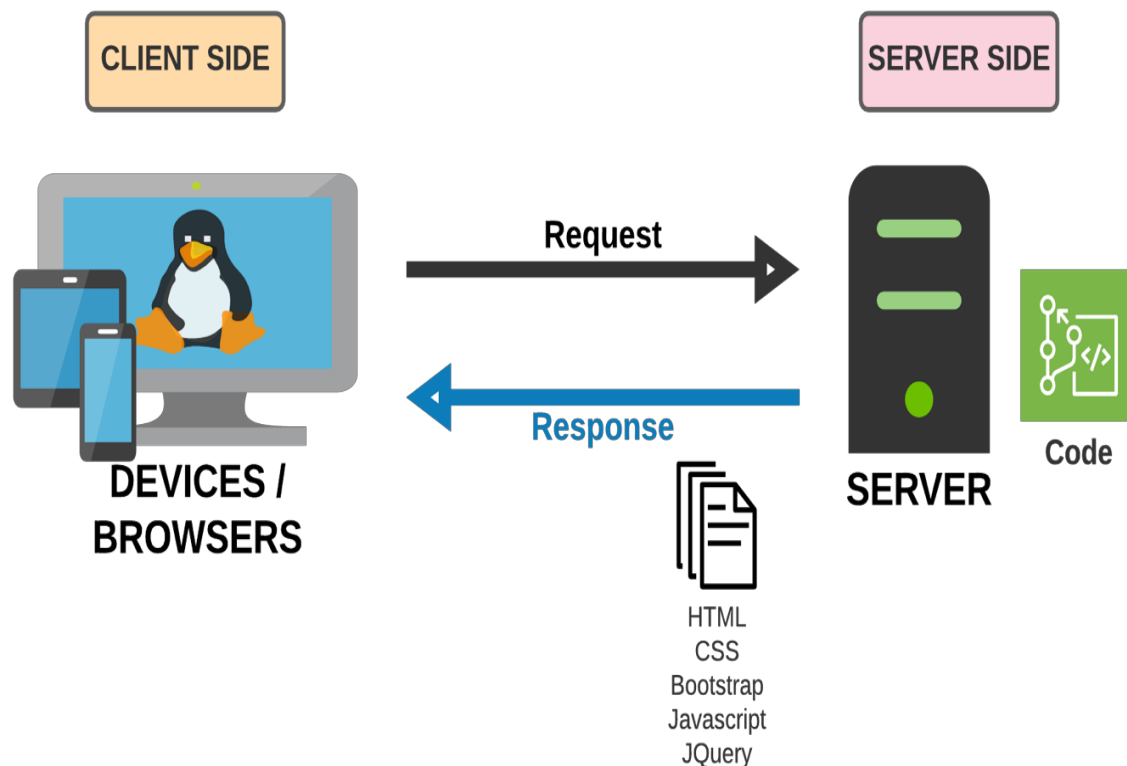 CLIENT SIDE
SERVER SIDE
Request
Response
DEVICES /
BROWSERS
SERVER
Code
</>
HTML
CSS
Bootstrap
Javascript
JQuery